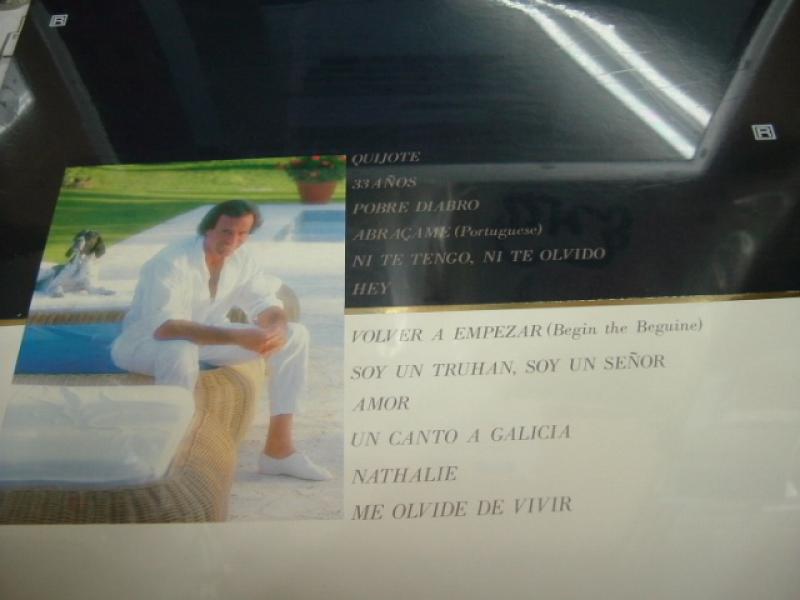 QUIJOTE
33 AÑOS
POBRE DIABRO
ABRAÇAME (Portuguese)
NI TE TENGO, NI TE OLVIDO
HEY
VOLVER A EMPEZAR (Begin the Beguine)
SOY UN TRUHAN, SOY UN SEÑOR
AMOR
UN CANTO A GALICIA
NATHALIE
ME OLVIDE DE VIVIR